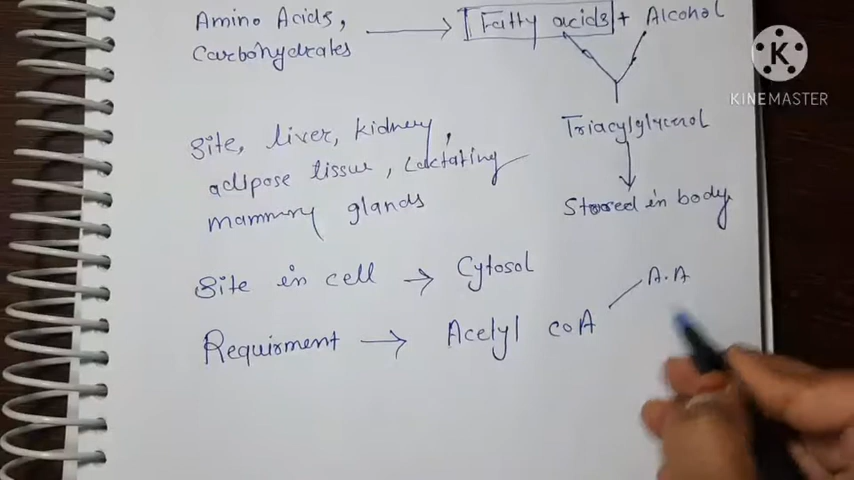 Amino Acids,
Carbohydrates
Fatty acids + Alcohol
Triacylglycerol
Stored in body
Site, liver, kidney,
adipose tissue, Lactating
mammary glands
Site in cell → Cytosol
Requirment → Acetyl coA
A.A
K
KINEMASTER